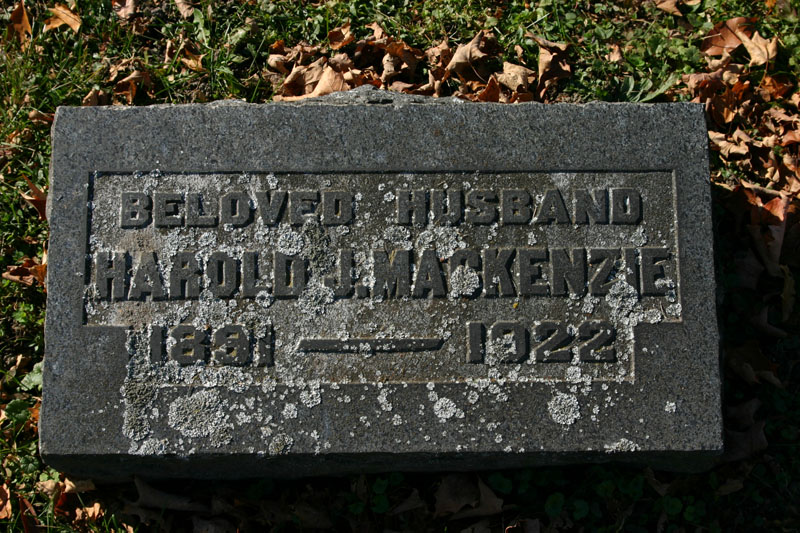 BELOVED HUSBAND
HAROLD J. MACKENZIE
1891 — 1922